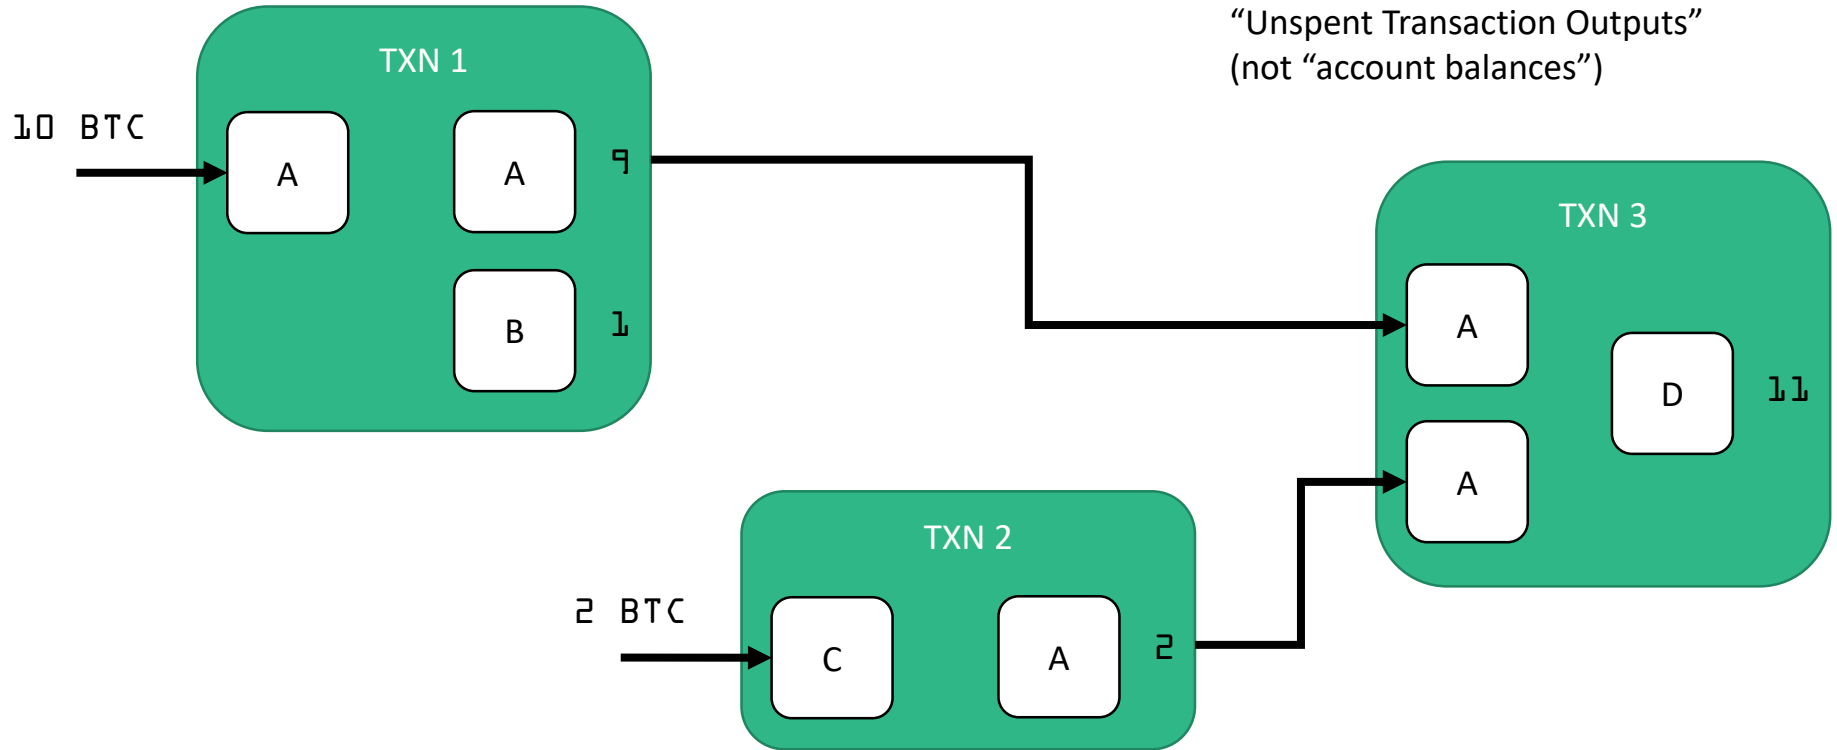 “Unspent Transaction Outputs”
(not “account balances”)
TXN 1
10 BTC
A
A
9
B
1
TXN 3
A
D
11
A
TXN 2
2 BTC
C
A
2